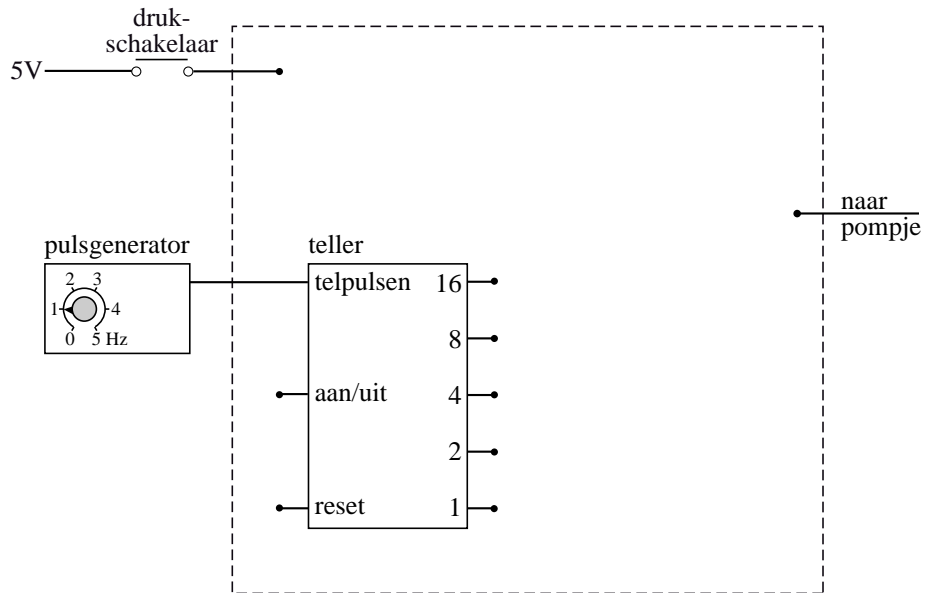 druk-
schakelaar
5V
naar
pompje
pulsgenerator
teller
2 3
1 4
0 5 Hz
telpulsen 16
8
aan/uit 4
2
reset 1